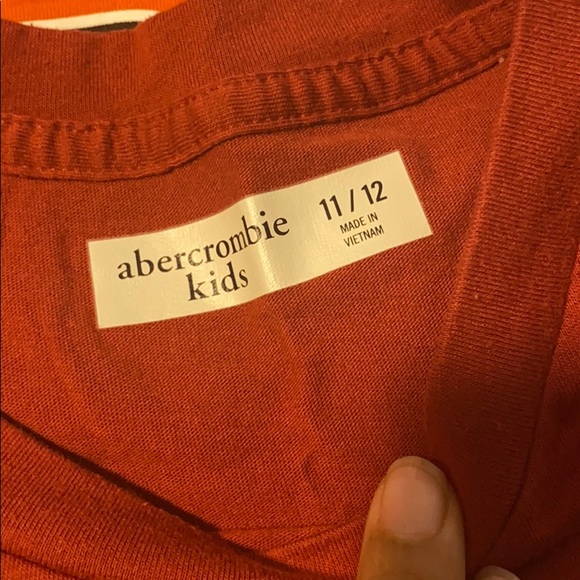 abercrombie
kids
11 / 12
MADE IN
VIETNAM